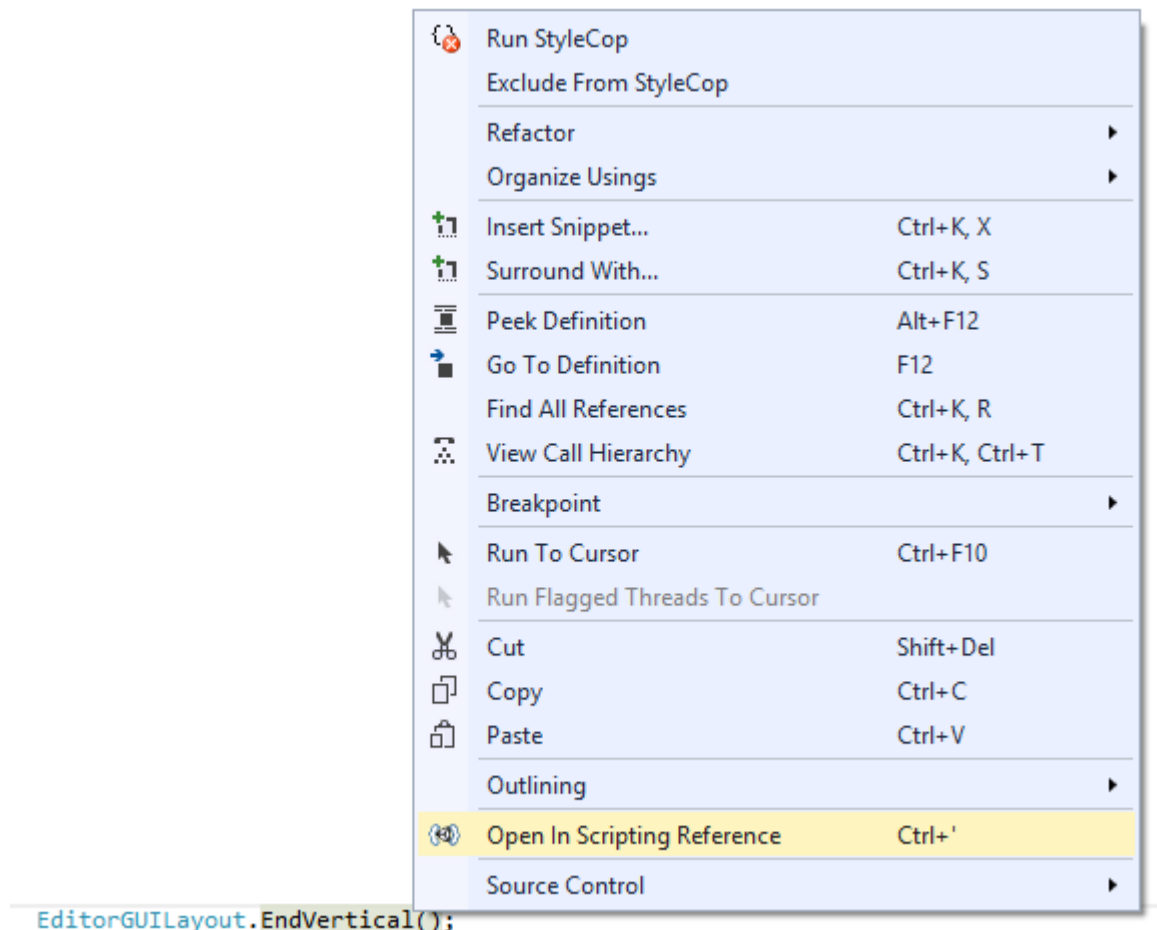 Run StyleCop
Exclude From StyleCop
Refactor
Organize Usings
Insert Snippet... Ctrl+K, X
Surround With... Ctrl+K, S
Peek Definition Alt+F12
Go To Definition F12
Find All References Ctrl+K, R
View Call Hierarchy Ctrl+K, Ctrl+T
Breakpoint
Run To Cursor Ctrl+F10
Run Flagged Threads To Cursor
Cut Shift+Del
Copy Ctrl+C
Paste Ctrl+V
Outlining
Open In Scripting Reference Ctrl+'
Source Control
EditorGUILayout.EndVertical();